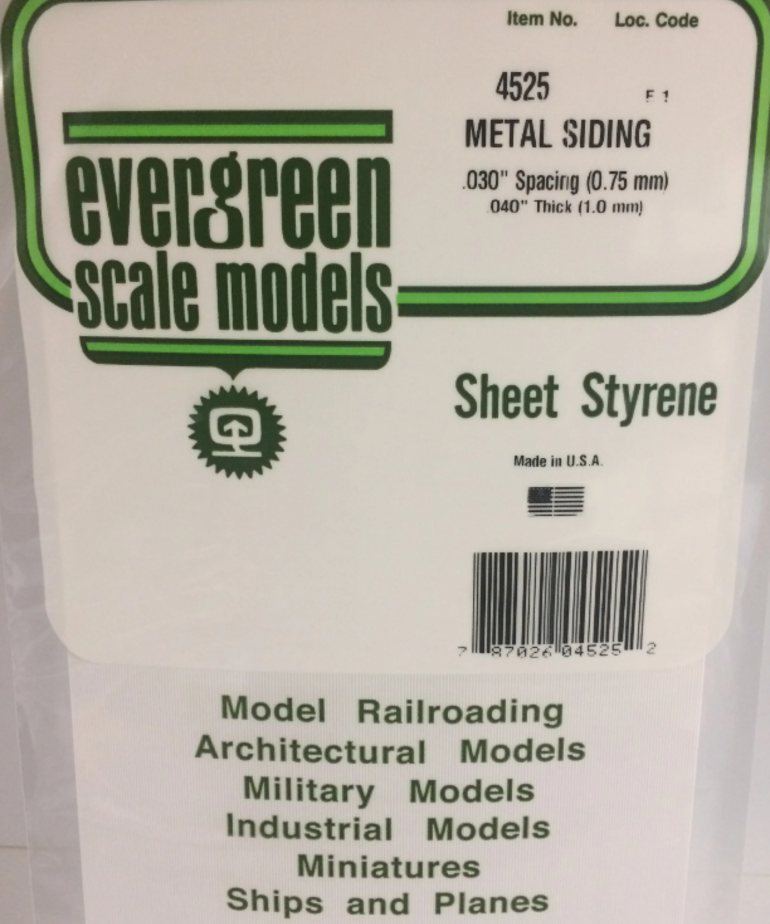 Item No. Loc. Code
4525 F 1
METAL SIDING
.030" Spacing (0.75 mm)
.040" Thick (1.0 mm)
evergreen
scale models
Sheet Styrene
Made in U.S.A.
7 87026 04525 2
Model Railroading
Architectural Models
Military Models
Industrial Models
Miniatures
Ships and Planes